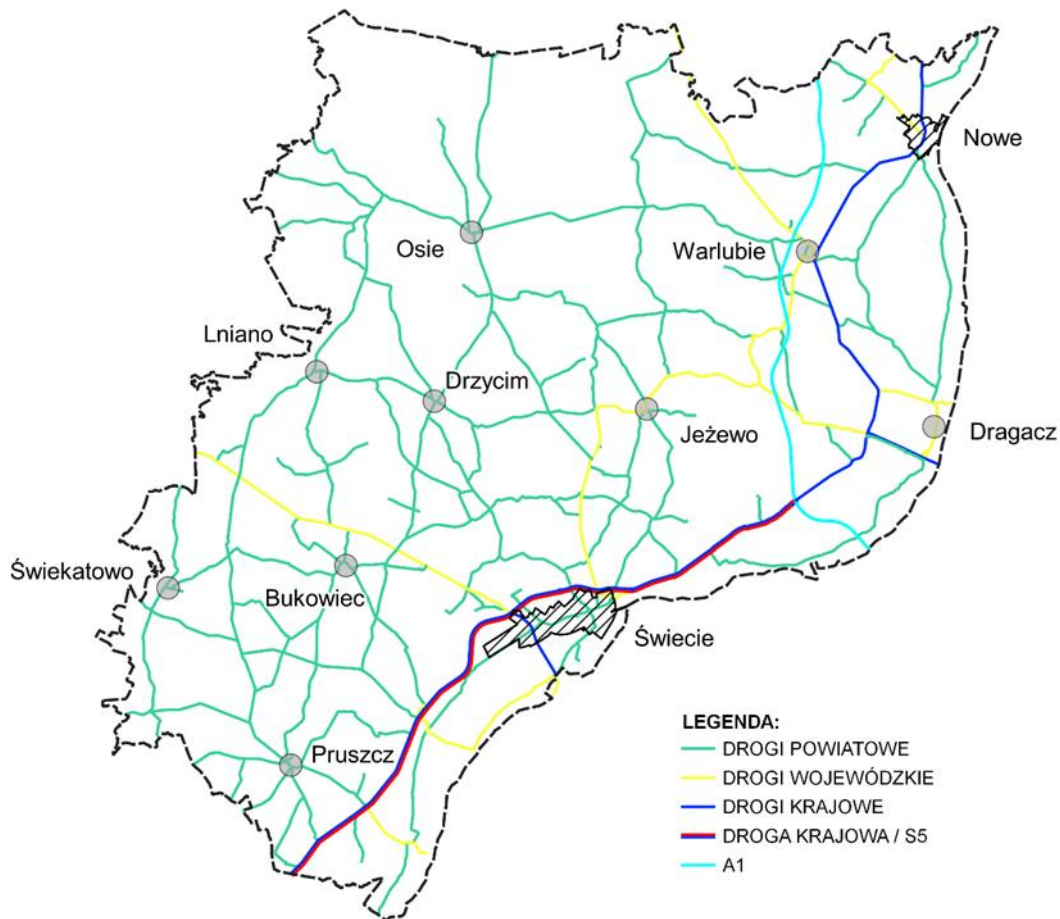 Nowe
Osie
Warlubie
Lniano
Drzycim
Jeżewo
Dragacz
Świekatowo
Bukowiec
Świecie
Pruszcz
LEGENDA:
DROGI POWIATOWE
DROGI WOJEWÓDZKIE
DROGI KRAJOWE
DROGA KRAJOWA / S5
A1